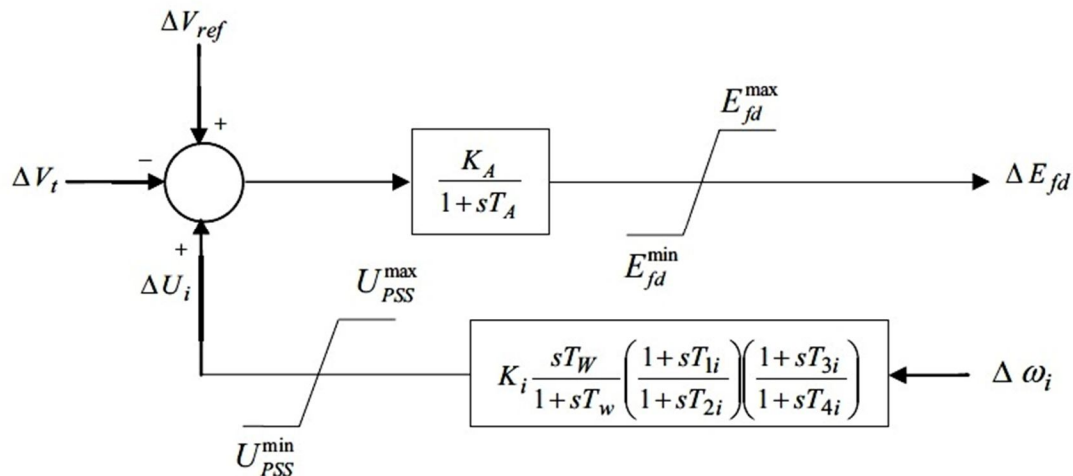 ΔV_ref
+
E_fd^max
−
ΔV_t
K_A / (1+sT_A)
ΔE_fd
+
E_fd^min
ΔU_i
U_PSS^max
K_i (sT_W / (1+sT_w)) ((1+sT_1i) / (1+sT_2i)) ((1+sT_3i) / (1+sT_4i))
Δ ω_i
U_PSS^min